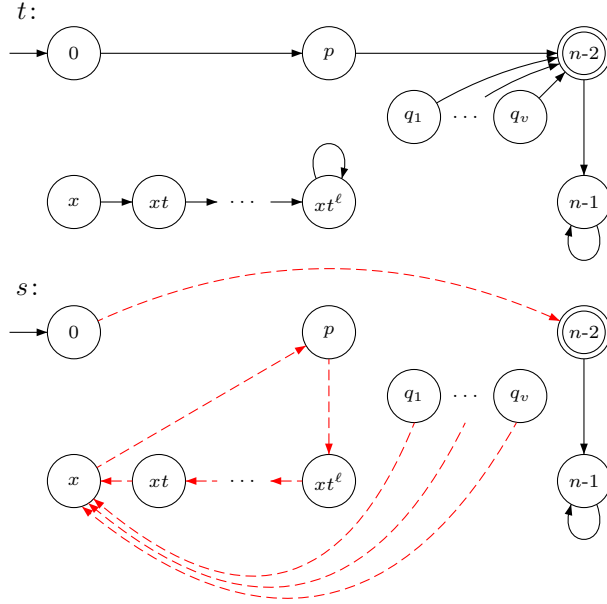 t:
0 p n-2
q₁ ⋯ qᵥ
x xt ⋯ xtℓ n-1
s:
0 p n-2
q₁ ⋯ qᵥ
x xt ⋯ xtℓ n-1